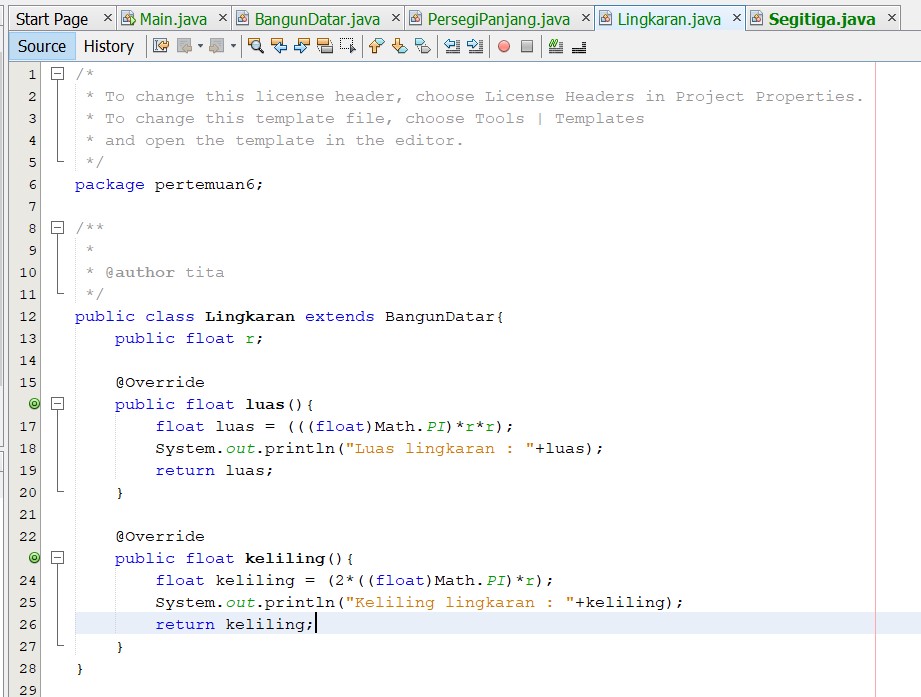 Start Page × Main.java × BangunDatar.java × PersegiPanjang.java × Lingkaran.java × Segitiga.java ×
Source History
1 /*
2 * To change this license header, choose License Headers in Project Properties.
3 * To change this template file, choose Tools | Templates
4 * and open the template in the editor.
5 */
6 package pertemuan6;
7
8 /**
9 *
10 * @author tita
11 */
12 public class Lingkaran extends BangunDatar{
13 public float r;
14
15 @Override
public float luas(){
17 float luas = (((float)Math.PI)*r*r);
18 System.out.println("Luas lingkaran : "+luas);
19 return luas;
20 }
21
22 @Override
public float keliling(){
24 float keliling = (2*((float)Math.PI)*r);
25 System.out.println("Keliling lingkaran : "+keliling);
26 return keliling;
27 }
28 }
29